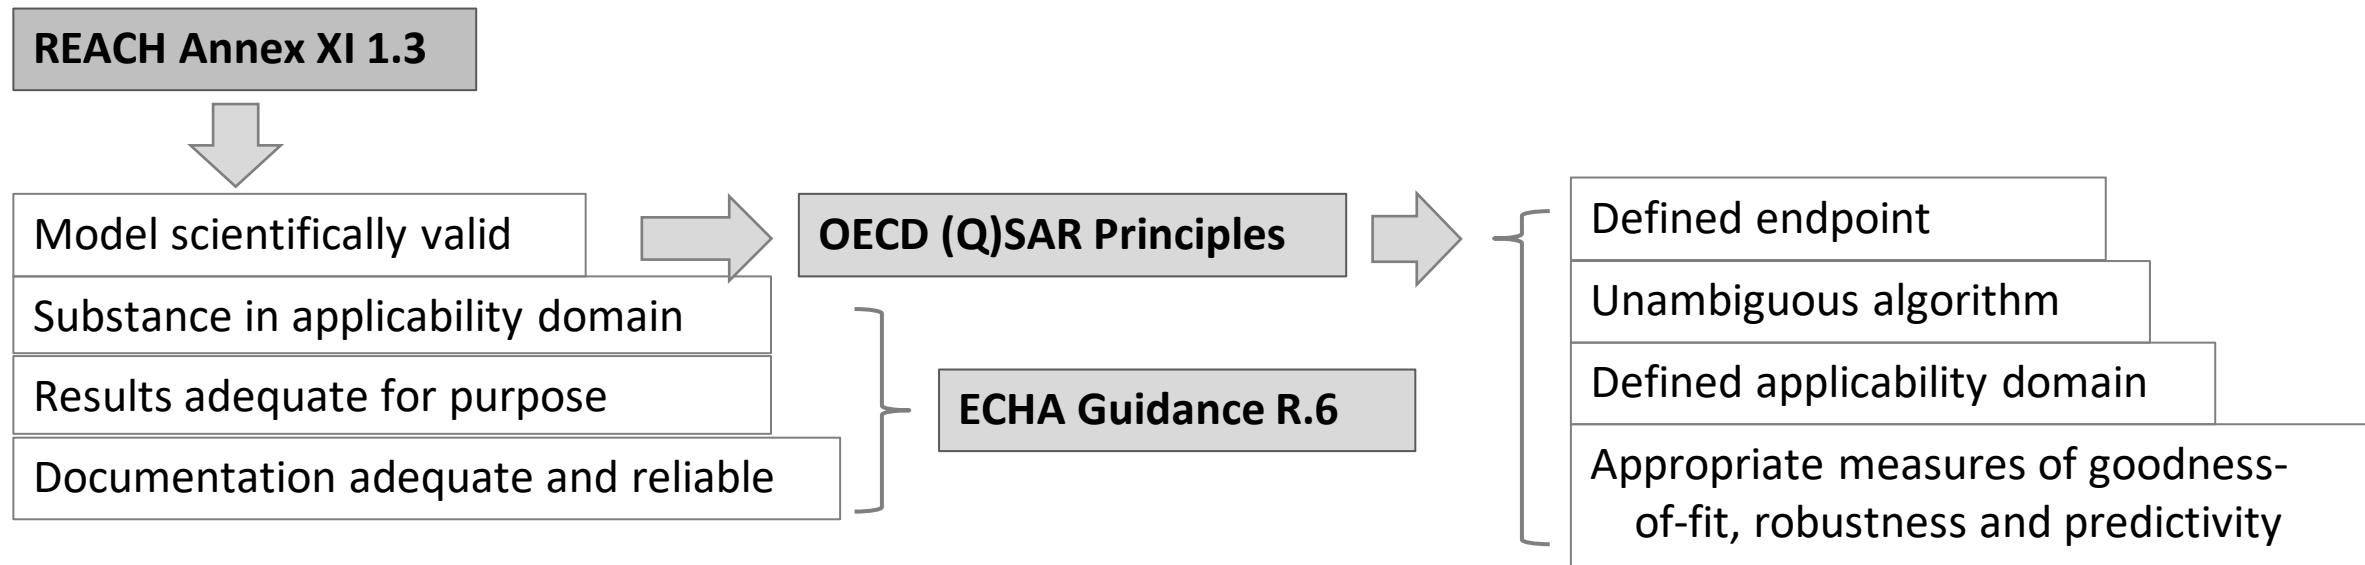 REACH Annex XI 1.3
Model scientifically valid
Substance in applicability domain
Results adequate for purpose
Documentation adequate and reliable
OECD (Q)SAR Principles
ECHA Guidance R.6
Defined endpoint
Unambiguous algorithm
Defined applicability domain
Appropriate measures of goodness-
of-fit, robustness and predictivity